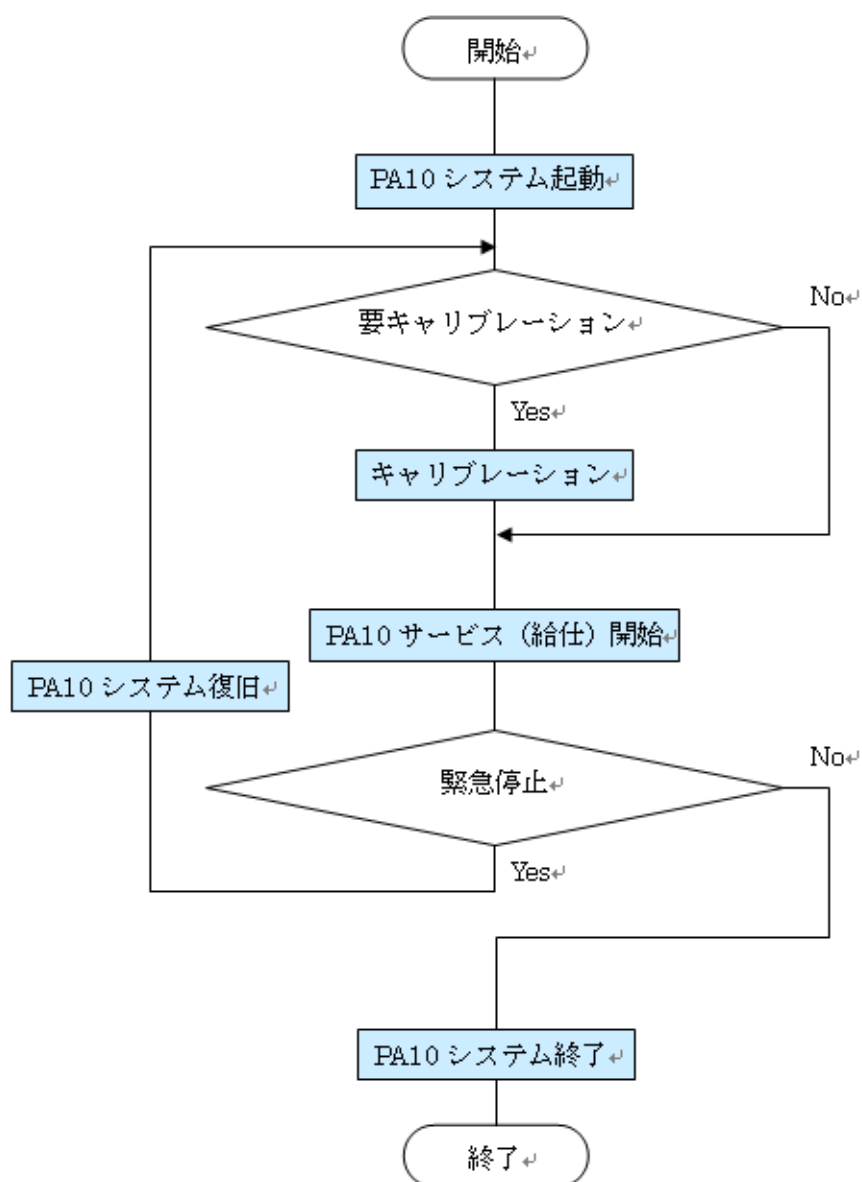 開始
PA10 システム起動
要キャリブレーション
No
Yes
キャリブレーション
PA10 サービス（給仕）開始
PA10 システム復旧
緊急停止
No
Yes
PA10 システム終了
終了